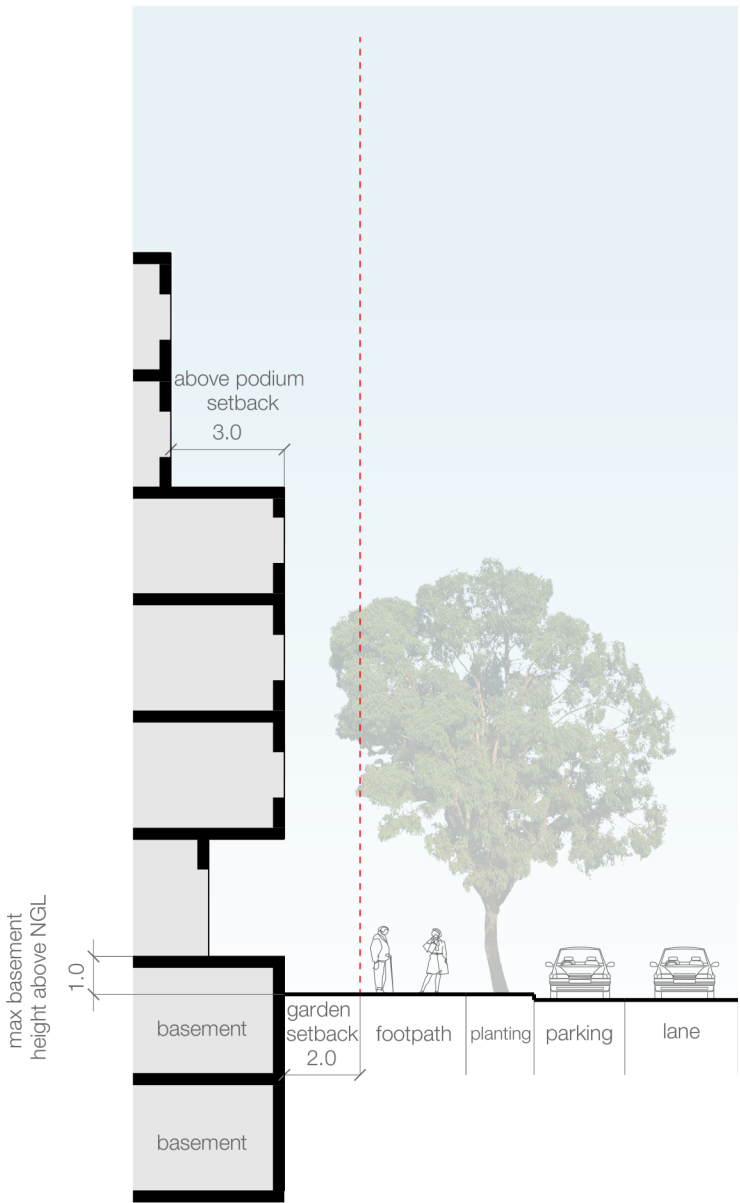 above podium
setback
3.0
max basement
height above NGL
1.0
garden
setback
2.0
footpath
planting
parking
lane
basement
basement